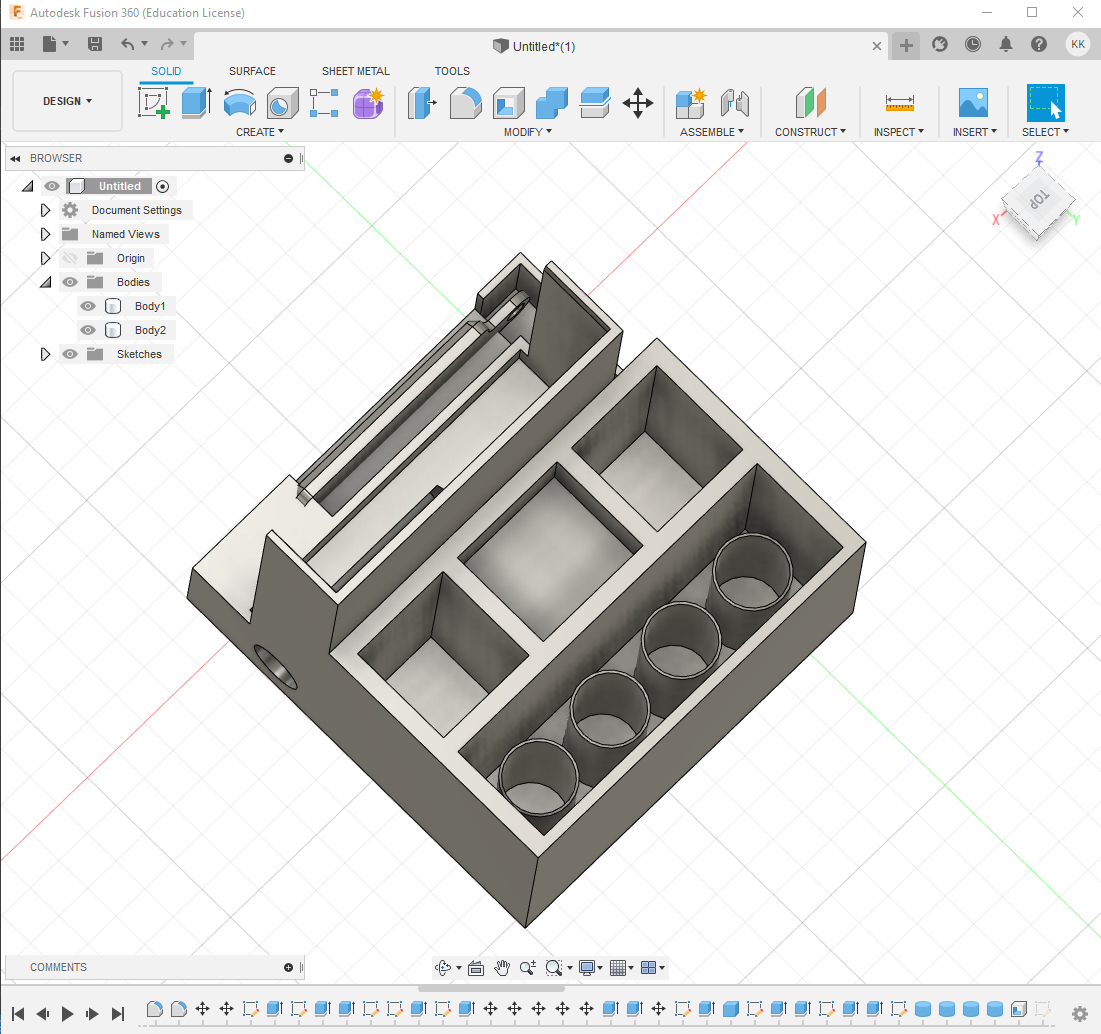 Autodesk Fusion 360 (Education License)
Untitled*(1)
KK
SOLID SURFACE SHEET METAL TOOLS
DESIGN
CREATE MODIFY ASSEMBLE CONSTRUCT INSPECT INSERT SELECT
BROWSER
Untitled
Document Settings
Named Views
Origin
Bodies
Body1
Body2
Sketches
Z
TOP
X Y
COMMENTS